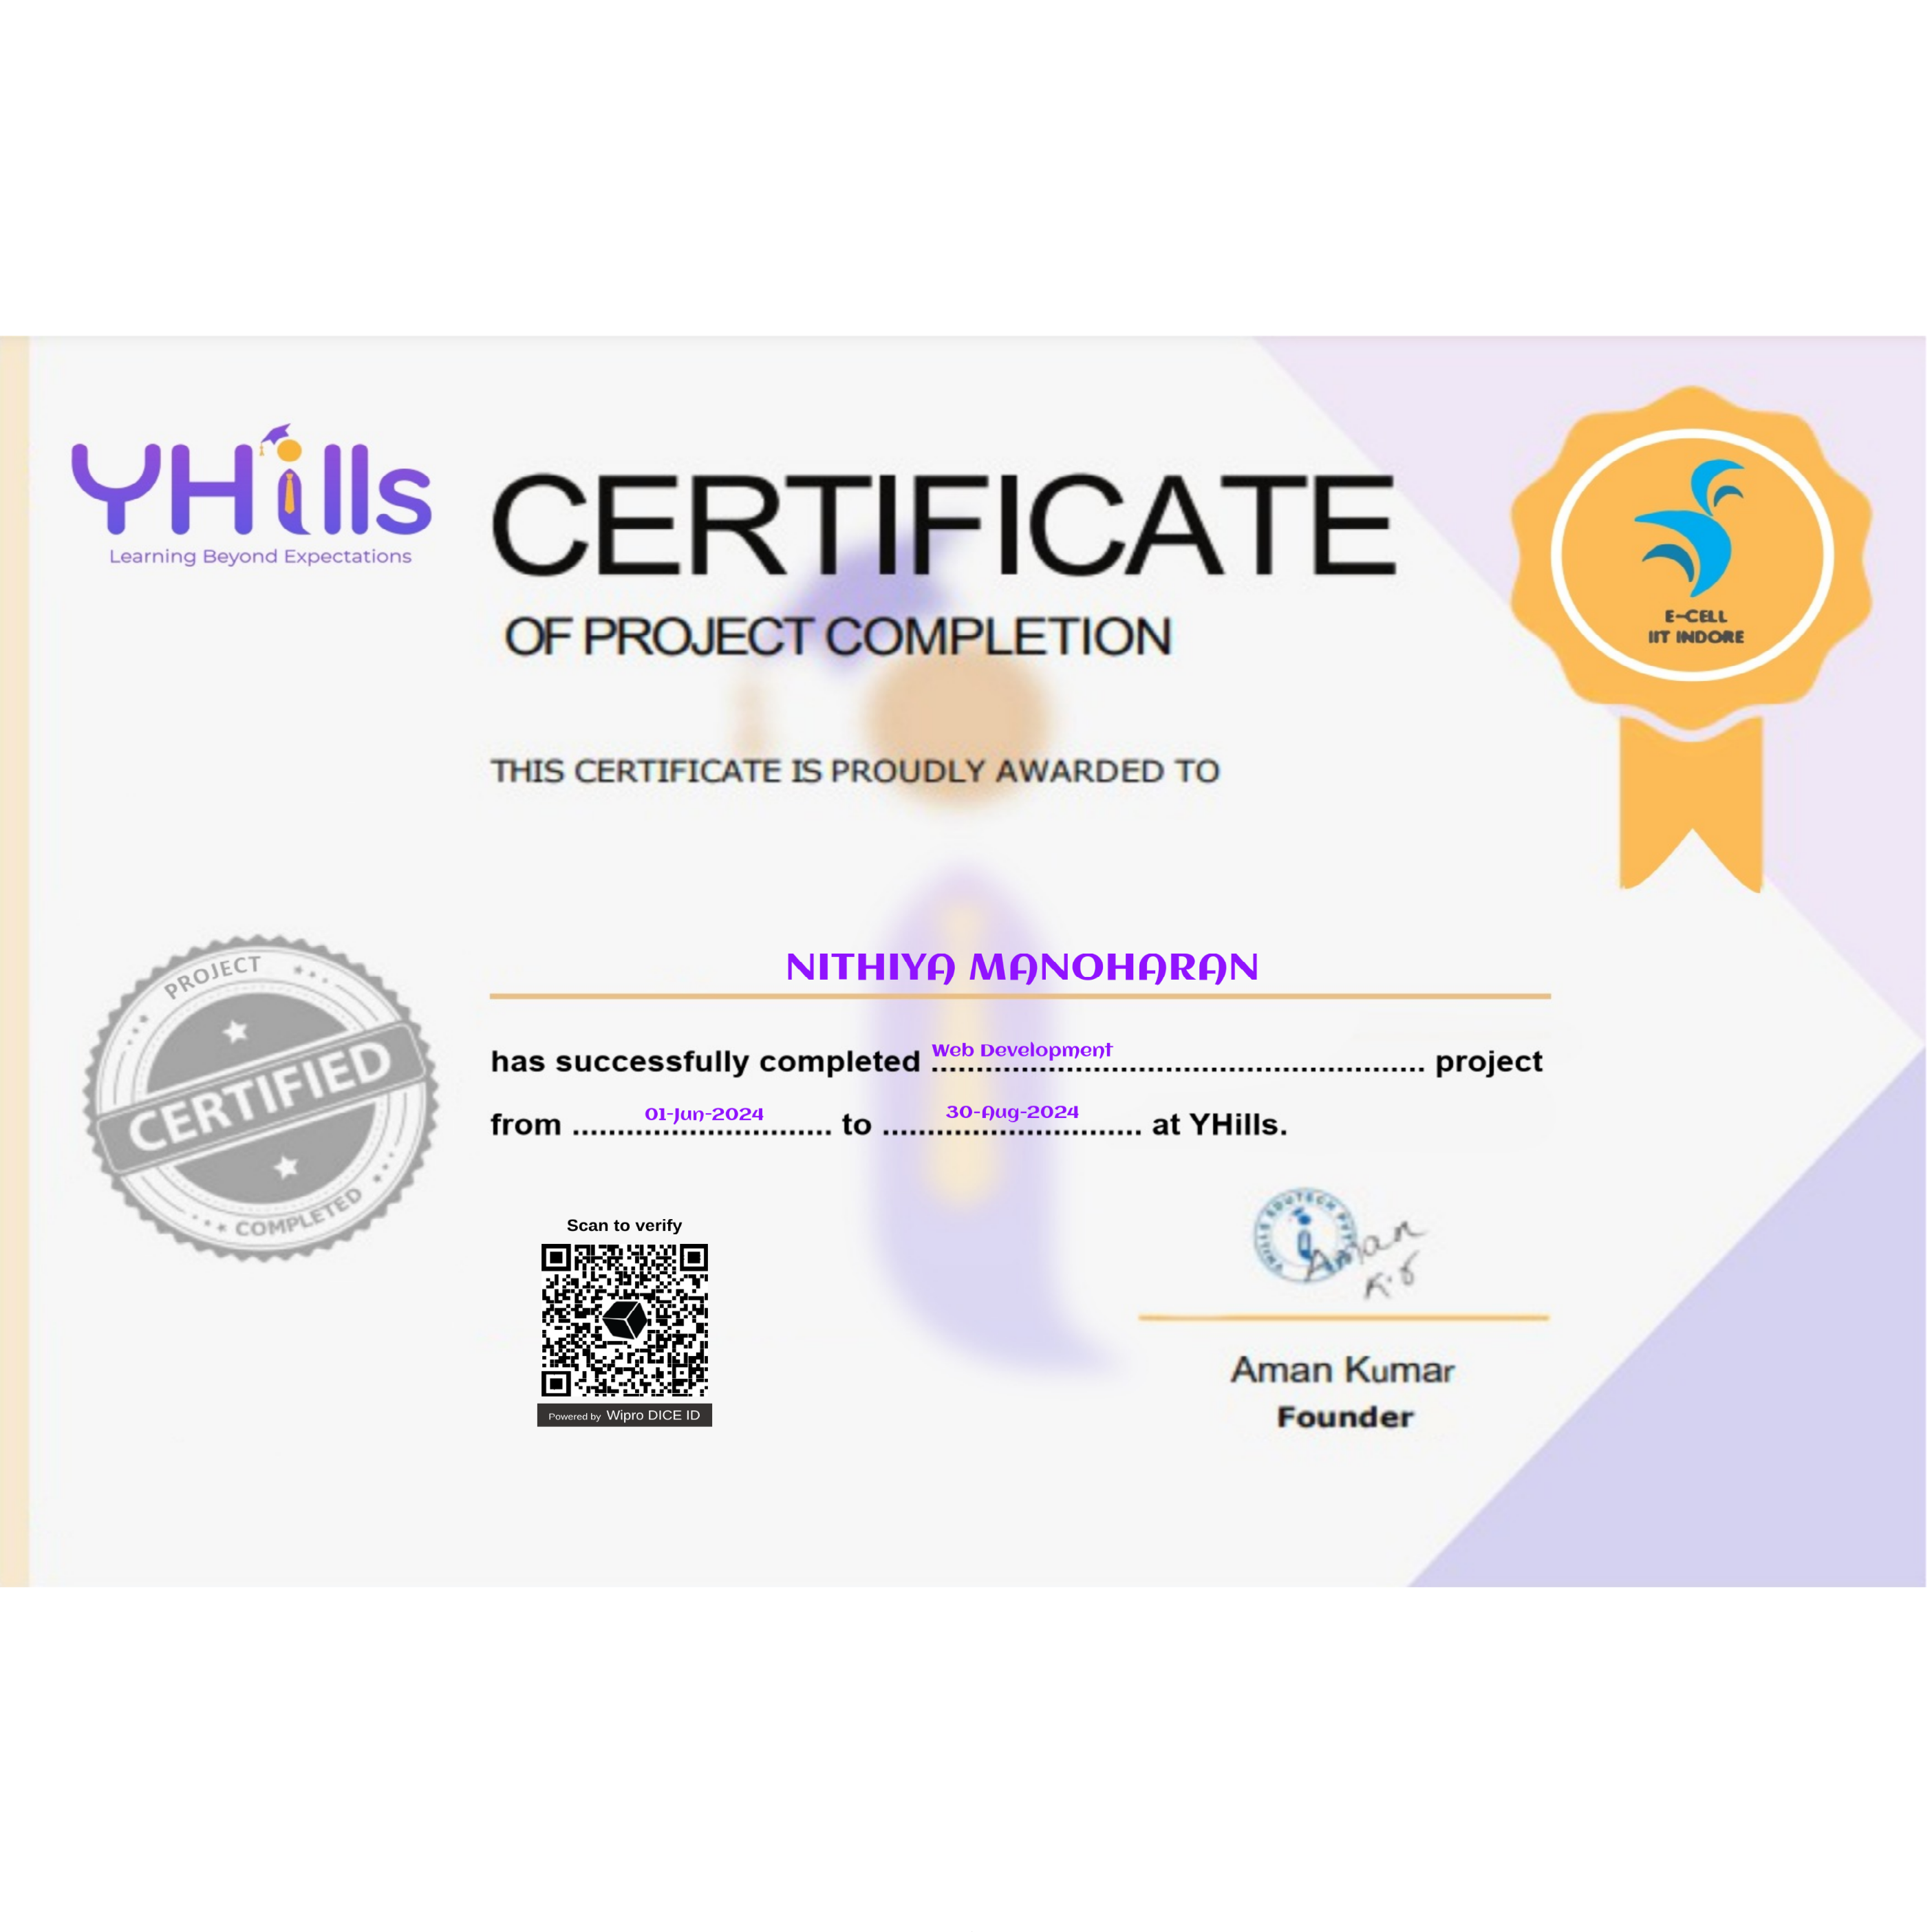 YHills
Learning Beyond Expectations
CERTIFICATE
OF PROJECT COMPLETION
E-CELL
IIT INDORE
THIS CERTIFICATE IS PROUDLY AWARDED TO
NITHIYA MANOHARAN
has successfully completed Web Development project
from 01-Jun-2024 to 30-Aug-2024 at YHills.
PROJECT
CERTIFIED
COMPLETED
Scan to verify
Powered by Wipro DICE ID
YHILLS EDUTECH PVT
Aman
Aman Kumar
Founder